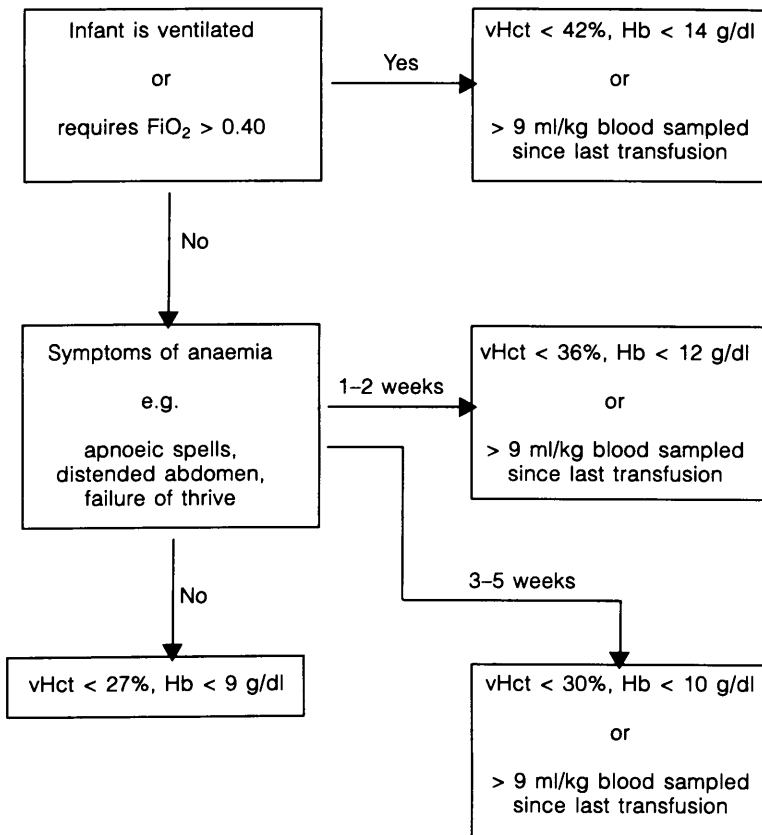 Infant is ventilated
or
requires FiO₂ > 0.40
Yes
vHct < 42%, Hb < 14 g/dl
or
> 9 ml/kg blood sampled
since last transfusion
No
Symptoms of anaemia
e.g.
apnoeic spells,
distended abdomen,
failure of thrive
1–2 weeks
vHct < 36%, Hb < 12 g/dl
or
> 9 ml/kg blood sampled
since last transfusion
3–5 weeks
No
vHct < 27%, Hb < 9 g/dl
vHct < 30%, Hb < 10 g/dl
or
> 9 ml/kg blood sampled
since last transfusion